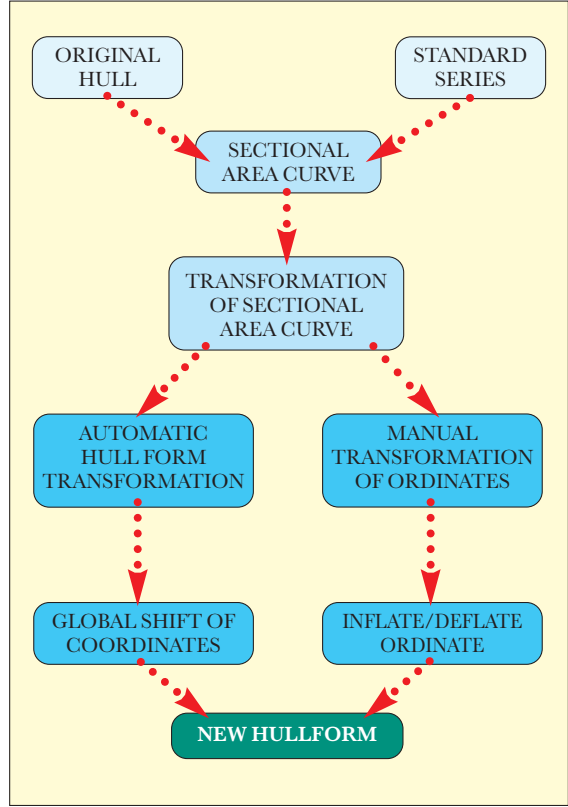 ORIGINAL
HULL
STANDARD
SERIES
SECTIONAL
AREA CURVE
TRANSFORMATION
OF SECTIONAL
AREA CURVE
AUTOMATIC
HULL FORM
TRANSFORMATION
MANUAL
TRANSFORMATION
OF ORDINATES
GLOBAL SHIFT OF
COORDINATES
INFLATE/DEFLATE
ORDINATE
NEW HULLFORM